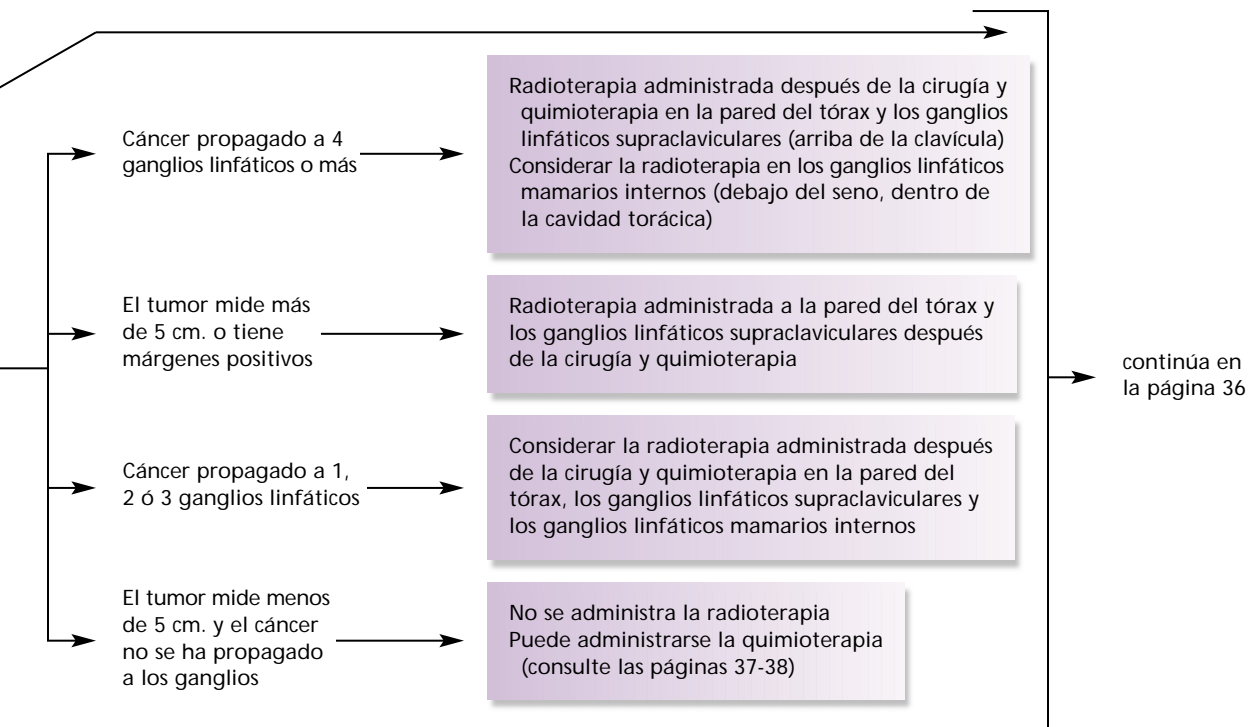 Cáncer propagado a 4
ganglios linfáticos o más
Radioterapia administrada después de la cirugía y
quimioterapia en la pared del tórax y los ganglios
linfáticos supraclaviculares (arriba de la clavícula)
Considerar la radioterapia en los ganglios linfáticos
mamarios internos (debajo del seno, dentro de
la cavidad torácica)
El tumor mide más
de 5 cm. o tiene
márgenes positivos
Radioterapia administrada a la pared del tórax y
los ganglios linfáticos supraclaviculares después
de la cirugía y quimioterapia
Cáncer propagado a 1,
2 ó 3 ganglios linfáticos
Considerar la radioterapia administrada después
de la cirugía y quimioterapia en la pared del
tórax, los ganglios linfáticos supraclaviculares y
los ganglios linfáticos mamarios internos
El tumor mide menos
de 5 cm. y el cáncer
no se ha propagado
a los ganglios
No se administra la radioterapia
Puede administrarse la quimioterapia
(consulte las páginas 37-38)
continúa en
la página 36